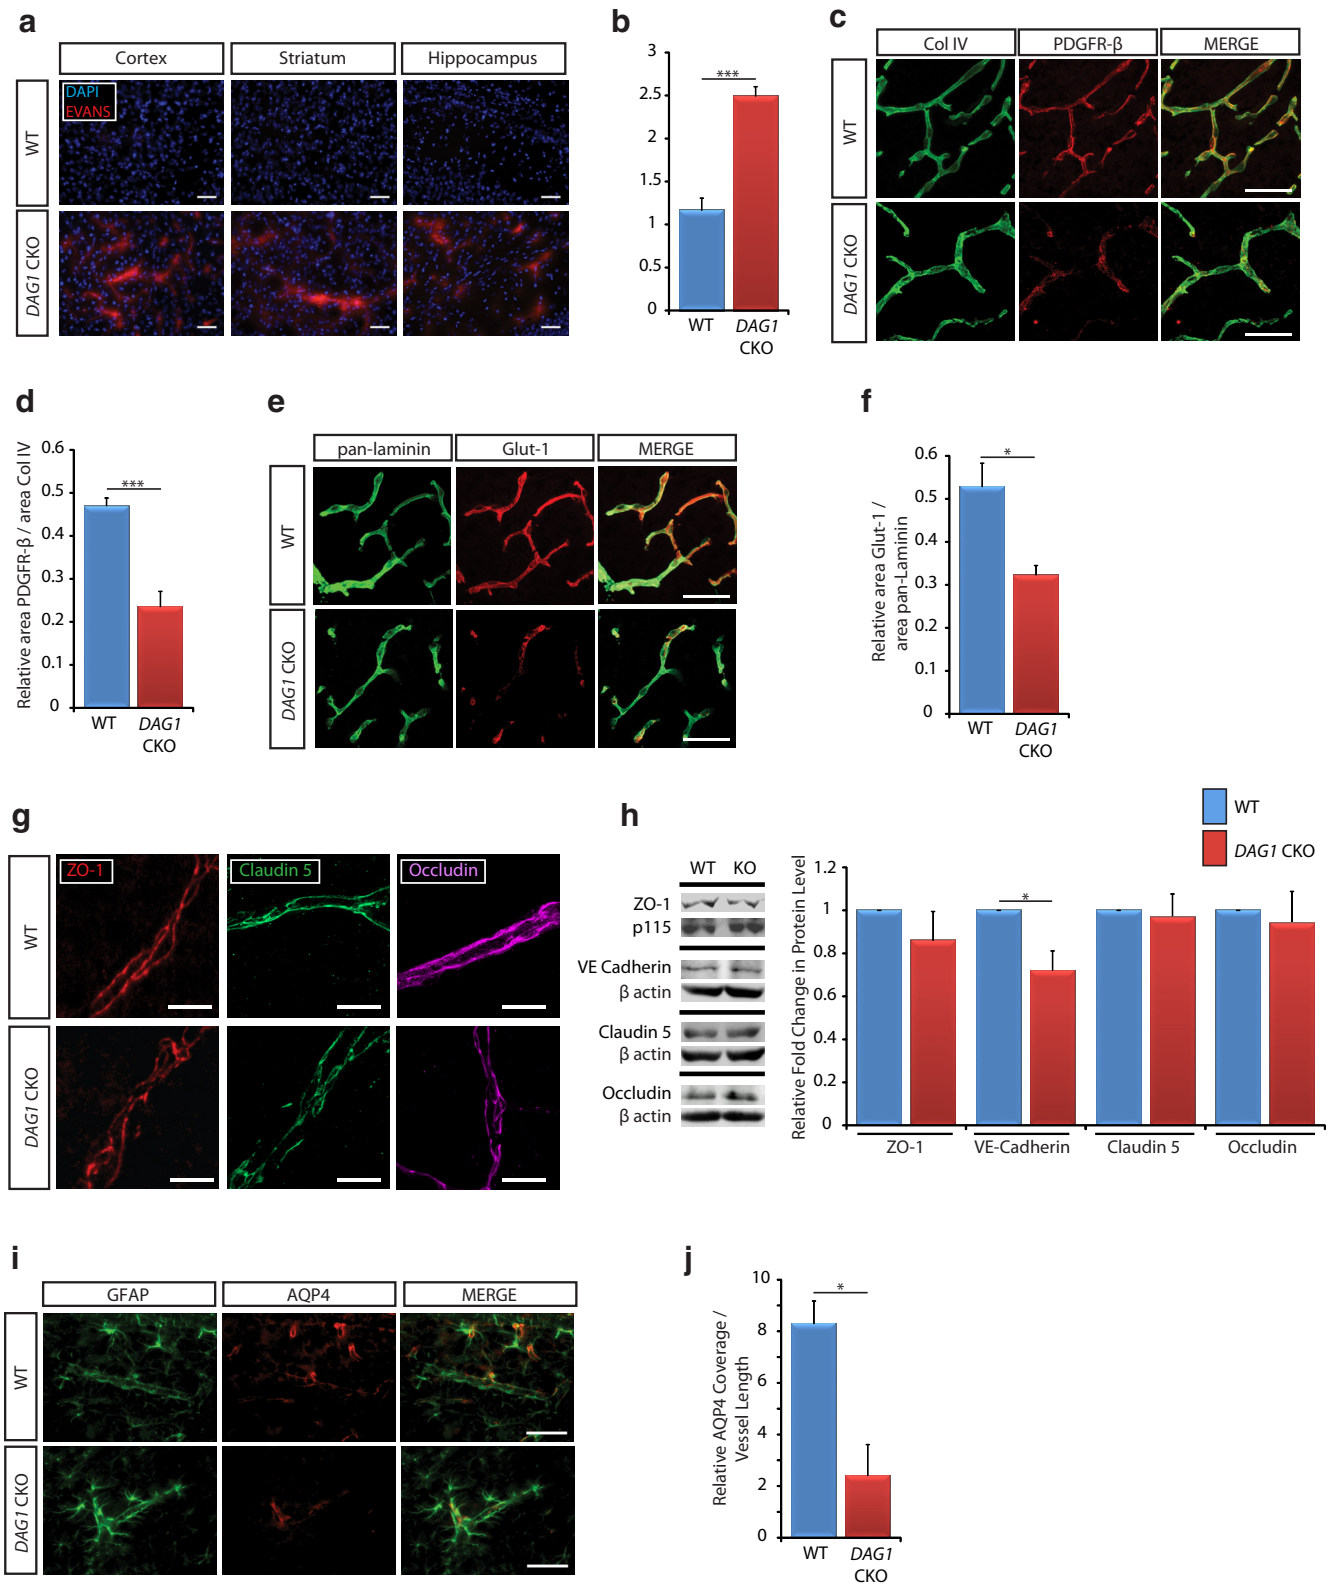 a
Cortex Striatum Hippocampus
DAPI
EVANS
WT
DAG1 CKO
b
3
2.5
2
1.5
1
0.5
0
***
WT DAG1
CKO
c
Col IV PDGFR-β MERGE
WT
DAG1 CKO
d
Relative area PDGFR-β / area Col IV
0.6
0.5
0.4
0.3
0.2
0.1
0
***
WT DAG1
CKO
e
pan-laminin Glut-1 MERGE
WT
DAG1 CKO
f
Relative area Glut-1 /
area pan-Laminin
0.6
0.5
0.4
0.3
0.2
0.1
0
*
WT DAG1
CKO
g
ZO-1 Claudin 5 Occludin
WT
DAG1 CKO
h
WT KO
ZO-1
p115
VE Cadherin
β actin
Claudin 5
β actin
Occludin
β actin
WT
DAG1 CKO
Relative Fold Change in Protein Level
1.2
1
0.8
0.6
0.4
0.2
0
*
ZO-1 VE-Cadherin Claudin 5 Occludin
i
GFAP AQP4 MERGE
WT
DAG1 CKO
j
Relative AQP4 Coverage /
Vessel Length
10
8
6
4
2
0
*
WT DAG1
CKO